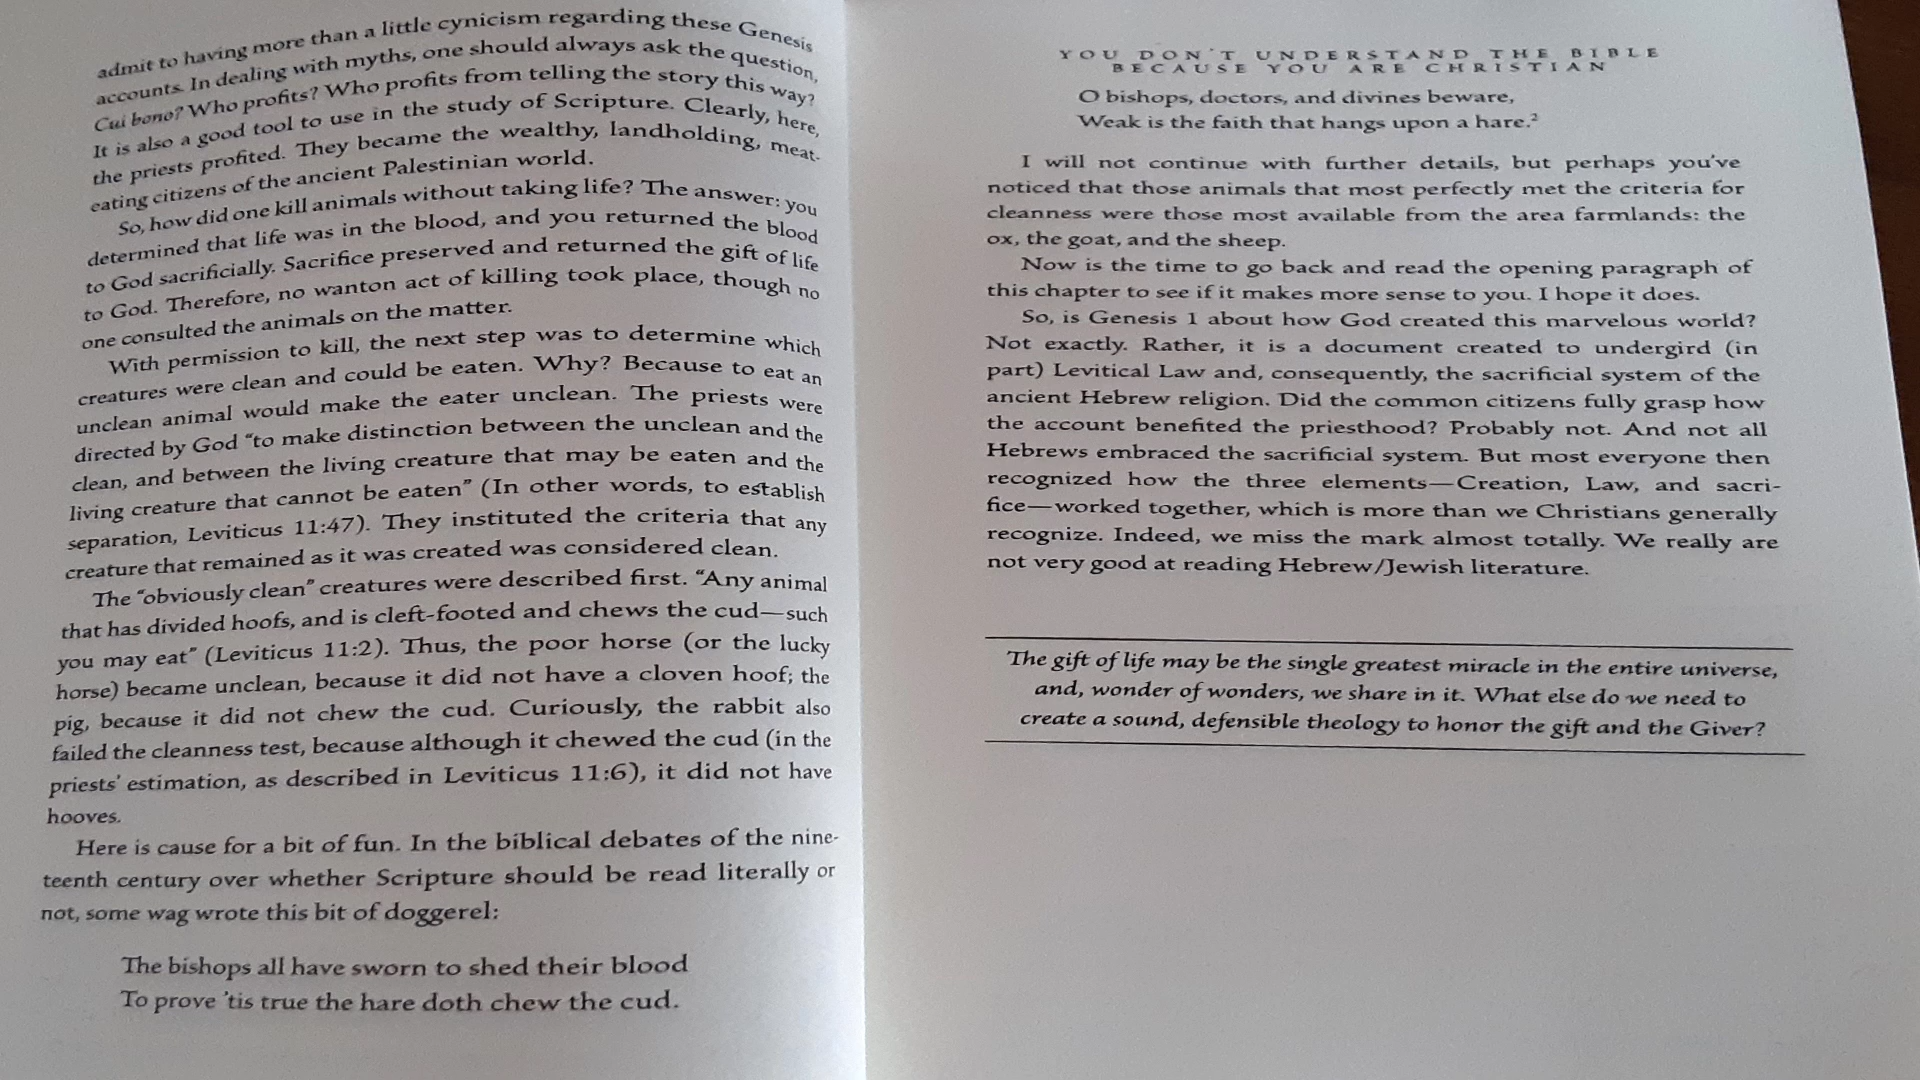 admit to having more than a little cynicism regarding these Genesis
accounts. In dealing with myths, one should always ask the question,
Cui bono? Who profits? Who profits from telling the story this way?
It is also a good tool to use in the study of Scripture. Clearly, here,
the priests profited. They became the wealthy, landholding, meat-
eating citizens of the ancient Palestinian world.
So, how did one kill animals without taking life? The answer: you
determined that life was in the blood, and you returned the blood
to God sacrificially. Sacrifice preserved and returned the gift of life
to God. Therefore, no wanton act of killing took place, though no
one consulted the animals on the matter.
With permission to kill, the next step was to determine which
creatures were clean and could be eaten. Why? Because to eat an
unclean animal would make the eater unclean. The priests were
directed by God “to make distinction between the unclean and the
clean, and between the living creature that may be eaten and the
living creature that cannot be eaten” (In other words, to establish
separation, Leviticus 11:47). They instituted the criteria that any
creature that remained as it was created was considered clean.
The “obviously clean” creatures were described first. “Any animal
that has divided hoofs, and is cleft-footed and chews the cud—such
you may eat” (Leviticus 11:2). Thus, the poor horse (or the lucky
horse) became unclean, because it did not have a cloven hoof; the
pig, because it did not chew the cud. Curiously, the rabbit also
failed the cleanness test, because although it chewed the cud (in the
priests’ estimation, as described in Leviticus 11:6), it did not have
hooves.
Here is cause for a bit of fun. In the biblical debates of the nine-
teenth century over whether Scripture should be read literally or
not, some wag wrote this bit of doggerel:
The bishops all have sworn to shed their blood
To prove ’tis true the hare doth chew the cud.
YOU DON'T UNDERSTAND THE BIBLE
BECAUSE YOU ARE CHRISTIAN
O bishops, doctors, and divines beware,
Weak is the faith that hangs upon a hare.²
I will not continue with further details, but perhaps you’ve
noticed that those animals that most perfectly met the criteria for
cleanness were those most available from the area farmlands: the
ox, the goat, and the sheep.
Now is the time to go back and read the opening paragraph of
this chapter to see if it makes more sense to you. I hope it does.
So, is Genesis 1 about how God created this marvelous world?
Not exactly. Rather, it is a document created to undergird (in
part) Levitical Law and, consequently, the sacrificial system of the
ancient Hebrew religion. Did the common citizens fully grasp how
the account benefited the priesthood? Probably not. And not all
Hebrews embraced the sacrificial system. But most everyone then
recognized how the three elements—Creation, Law, and sacri-
fice—worked together, which is more than we Christians generally
recognize. Indeed, we miss the mark almost totally. We really are
not very good at reading Hebrew/Jewish literature.
The gift of life may be the single greatest miracle in the entire universe,
and, wonder of wonders, we share in it. What else do we need to
create a sound, defensible theology to honor the gift and the Giver?